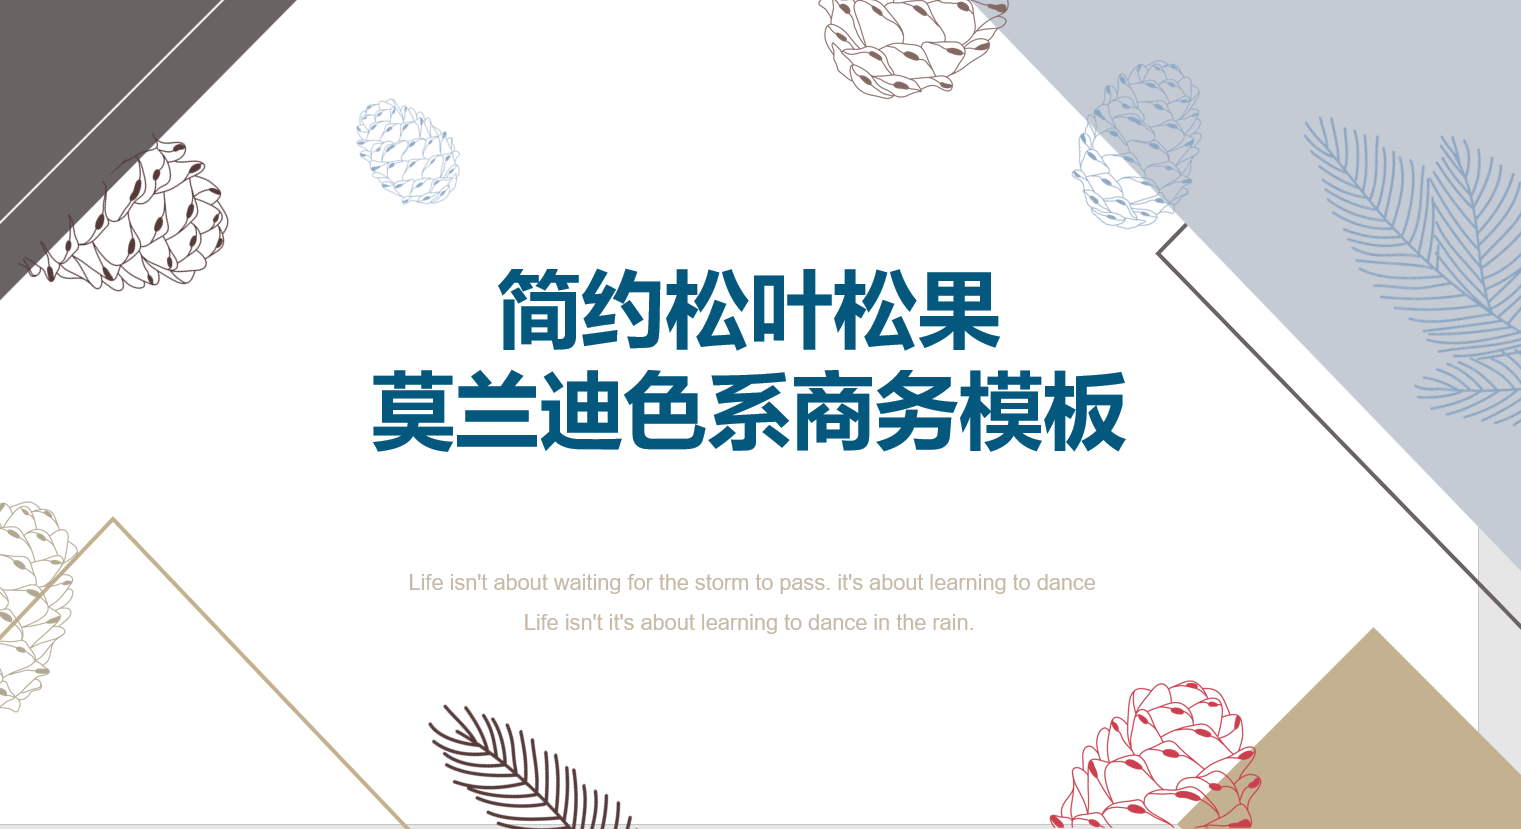 简约松叶松果
莫兰迪色系商务模板
Life isn't about waiting for the storm to pass. it's about learning to dance
Life isn't it's about learning to dance in the rain.